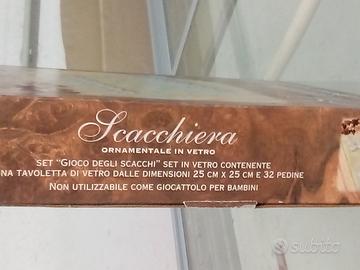 Scacchiera
ORNAMENTALE IN VETRO
SET "GIOCO DEGLI SCACCHI" SET IN VETRO CONTENENTE
NA TAVOLETTA DI VETRO DALLE DIMENSIONI 25 CM X 25 CM E 32 PEDINE
NON UTILIZZABILE COME GIOCATTOLO PER BAMBINI
subito